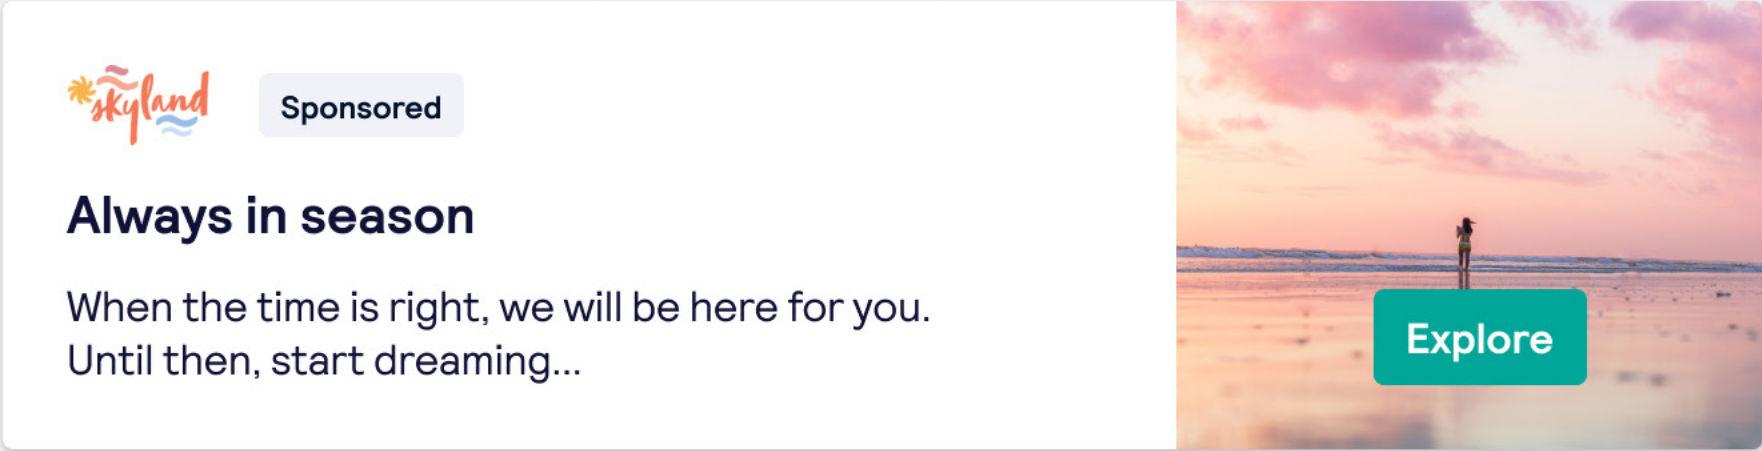 skyland
Sponsored
Always in season
When the time is right, we will be here for you.
Until then, start dreaming...
Explore